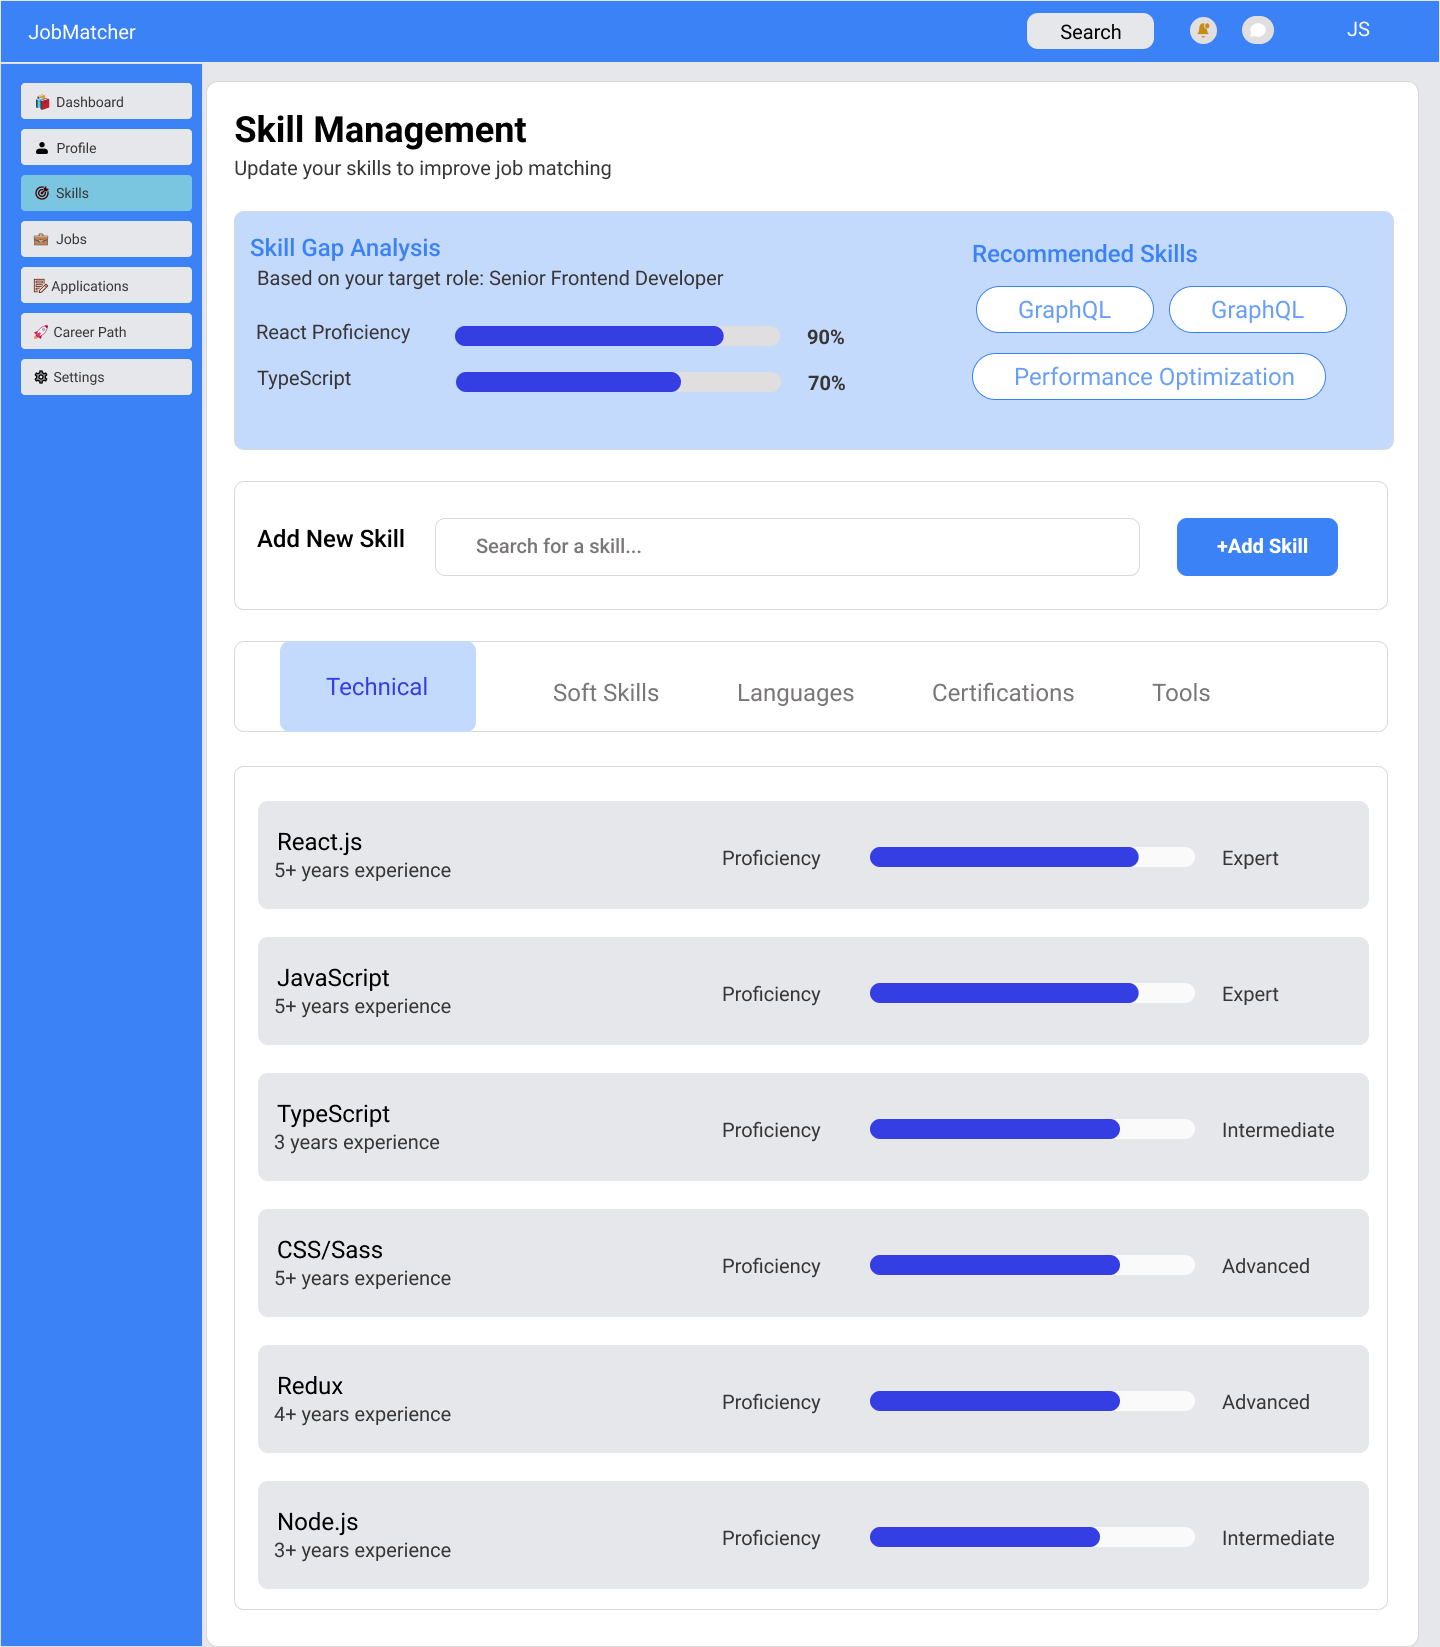 JobMatcher
Search
JS
Dashboard
Profile
Skills
Jobs
Applications
Career Path
Settings
Skill Management
Update your skills to improve job matching
Skill Gap Analysis
Based on your target role: Senior Frontend Developer
React Proficiency 90%
TypeScript 70%
Recommended Skills
GraphQL GraphQL
Performance Optimization
Add New Skill Search for a skill... +Add Skill
Technical Soft Skills Languages Certifications Tools
React.js
5+ years experience
Proficiency Expert
JavaScript
5+ years experience
Proficiency Expert
TypeScript
3 years experience
Proficiency Intermediate
CSS/Sass
5+ years experience
Proficiency Advanced
Redux
4+ years experience
Proficiency Advanced
Node.js
3+ years experience
Proficiency Intermediate